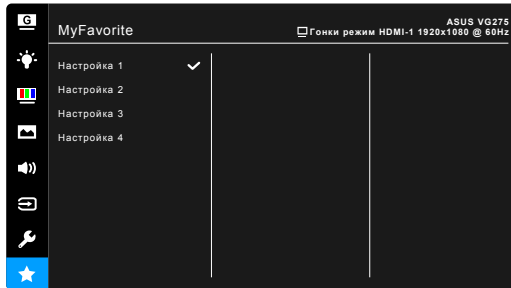 G
ASUS VG275
MyFavorite
Гонки режим HDMI-1 1920x1080 @ 60Hz
Настройка 1
Настройка 2
Настройка 3
Настройка 4